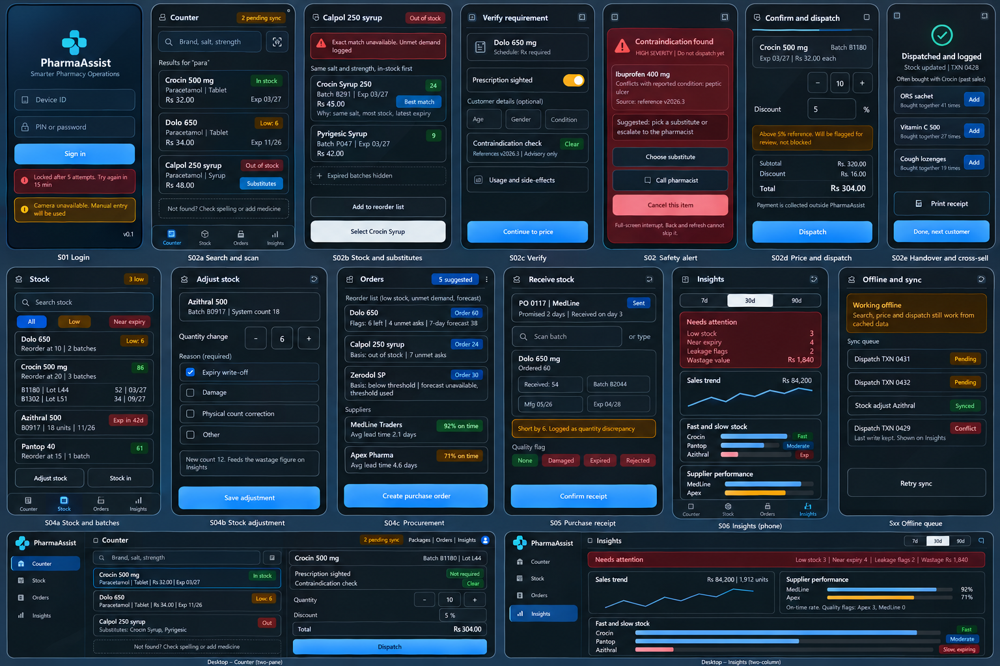 PharmaAssist
Smarter Pharmacy Operations
Device ID
PIN or password
Sign in
Locked after 5 attempts. Try again in
15 min
Camera unavailable. Manual entry
will be used
v0.1
S01 Login
Counter
2 pending sync
Brand, salt, strength
Results for "para"
Crocin 500 mg
In stock
Paracetamol | Tablet
Rs 32.00
Exp 03/27
Dolo 650
Low: 6
Paracetamol | Tablet
Rs 34.00
Exp 11/26
Calpol 250 syrup
Out of stock
Paracetamol | Syrup
Rs 48.00
Substitutes
Not found? Check spelling or add medicine
Counter
Stock
Orders
Insights
S02a Search and scan
Calpol 250 syrup
Out of stock
Exact match unavailable. Unmet demand
logged
Same salt and strength, in-stock first
Crocin Syrup 250
24
Batch B291 | Exp 03/27
Rs 45.00
Best match
Why: same salt, most stock, latest expiry
Pyrigesic Syrup
9
Batch P047 | Exp 03/27
Rs 42.00
+ Expired batches hidden
Add to reorder list
Select Crocin Syrup
S02b Stock and substitutes
Verify requirement
Dolo 650 mg
Schedule: Rx required
Prescription sighted
Customer details (optional)
Age
Gender
Condition
Contraindication check
Clear
References v2026.3 | Advisory only
Usage and side-effects
Continue to price
S02c Verify
Contraindication found
HIGH SEVERITY | Do not dispatch yet
Ibuprofen 400 mg
Conflicts with reported condition: peptic
ulcer
Source: reference v2026.3
Suggested: pick a substitute or
escalate to the pharmacist
Choose substitute
Call pharmacist
Cancel this item
Full-screen interrupt. Back and refresh cannot
skip it.
S02 Safety alert
Confirm and dispatch
Crocin 500 mg
Batch B1180
Exp 03/27 | Rs 32.00 each
- 10 +
Discount
5
%
Above 5% reference. Will be flagged for
review, not blocked
Subtotal
Rs. 320.00
Discount
Rs. 16.00
Total
Rs 304.00
Payment is collected outside PharmaAssist
Dispatch
S02d Price and dispatch
Dispatched and logged
Stock updated | TXN 0428
Often bought with Crocin (past sales)
ORS sachet
Bought together 41 times
Add
Vitamin C 500
Bought together 27 times
Add
Cough lozenges
Bought together 19 times
Add
Print receipt
Done, next customer
S02e Handover and cross-sell
Stock
3 low
Search stock
All
Low
Near expiry
Dolo 650
Low: 6
Reorder at 10 | 2 batches
Crocin 500 mg
86
Reorder at 20 | 3 batches
B1180 | Lot L44
52 | 03/27
B1302 | Lot L51
34 | 09/27
Azithral 500
Exp in 42d
B0917 | 18 units | 11/26
Pantop 40
61
Reorder at 15 | 1 batch
Adjust stock
Stock in
Counter
Stock
Orders
Insights
S04a Stock and batches
Adjust stock
Azithral 500
Batch B0917 | System count 18
Quantity change
- 6 +
Reason (required)
Expiry write-off
Damage
Physical count correction
Other
New count 12. Feeds the wastage figure on
Insights
Save adjustment
S04b Stock adjustment
Orders
5 suggested
Reorder list (low stock, unmet demand, forecast)
Dolo 650
Order 60
Flags: 6 left | 4 unmet asks | 7-day forecast 38
Calpol 250 syrup
Order 24
Basis: out of stock | 7 unmet asks
Zerodol SP
Order 30
Basis: below threshold | forecast unavailable,
threshold used
Suppliers
MedLine Traders
92% on time
Avg lead time 2.1 days
Apex Pharma
71% on time
Avg lead time 4.6 days
Create purchase order
S04c Procurement
Receive stock
PO 0117 | MedLine
Sent
Promised 2 days | Received on day 3
Scan batch
or type
Dolo 650 mg
Ordered 60
Received: 54
Batch B2044
Mfg 05/26
Exp 04/28
Short by 6. Logged as quantity discrepancy
Quality flag
None
Damaged
Expired
Rejected
Confirm receipt
S05 Purchase receipt
Insights
7d
30d
90d
Needs attention
Low stock
3
Near expiry
4
Leakage flags
2
Wastage value
Rs 1,840
Sales trend
Rs 84,200
Fast and slow stock
Crocin
Fast
Pantop
Moderate
Azithral
Exp
Supplier performance
MedLine
Apex
Counter
Stock
Orders
Insights
S06 Insights (phone)
Offline and sync
Working offline
Search, price and dispatch still work from
cached data
Sync queue
Dispatch TXN 0431
Pending
Dispatch TXN 0432
Pending
Stock adjust Azithral
Synced
Dispatch TXN 0429
Conflict
Last write kept. Shown on Insights
Retry sync
Sxx Offline queue
PharmaAssist
Counter
Stock
Orders
Insights
Counter
2 pending sync
Packages | Orders | Insights
Brand, salt, strength
Crocin 500 mg
In stock
Paracetamol | Tablet | Rs 32.00 | Exp 03/27
Dolo 650
Low: 6
Paracetamol | Tablet | Rs 34.00 | Exp 11/26
Calpol 250 syrup
Out
Substitutes: Crocin Syrup, Pyrigesic
Not found? Check spelling or add medicine
Crocin 500 mg
Batch B1180 | Lot L44
Prescription sighted
Not required
Contraindication check
Clear
Quantity
- 10 +
Discount
5 %
Total
Rs 304.00
Dispatch
Desktop – Counter (two-pane)
PharmaAssist
Counter
Stock
Orders
Insights
Insights
7d
30d
90d
Needs attention
Low stock 3 | Near expiry 4 | Leakage flags 2 | Wastage Rs 1,840
Sales trend
Rs 84,200 | 1,912 units
Supplier performance
MedLine
92%
Apex
71%
On-time rate. Quality flags: Apex 3, MedLine 0
Fast and slow stock
Crocin
Fast
Pantop
Moderate
Azithral
Slow, expiring
Desktop – Insights (two-column)